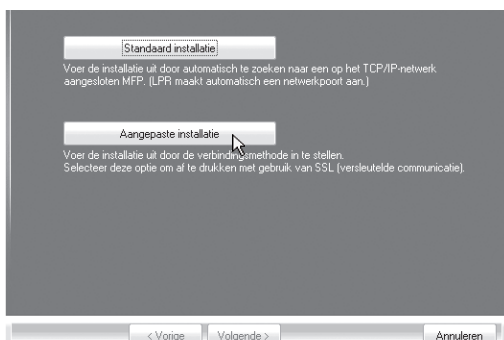 Standaard installatie
Voer de installatie uit door automatisch te zoeken naar een op het TCP/IP-netwerk
aangesloten MFP. (LPR maakt automatisch een netwerkpoort aan.)
Aangepaste installatie
Voer de installatie uit door de verbindingsmethode in te stellen.
Selecteer deze optie om af te drukken met gebruik van SSL (versleutelde communicatie).
< Vorige
Volgende >
Annuleren